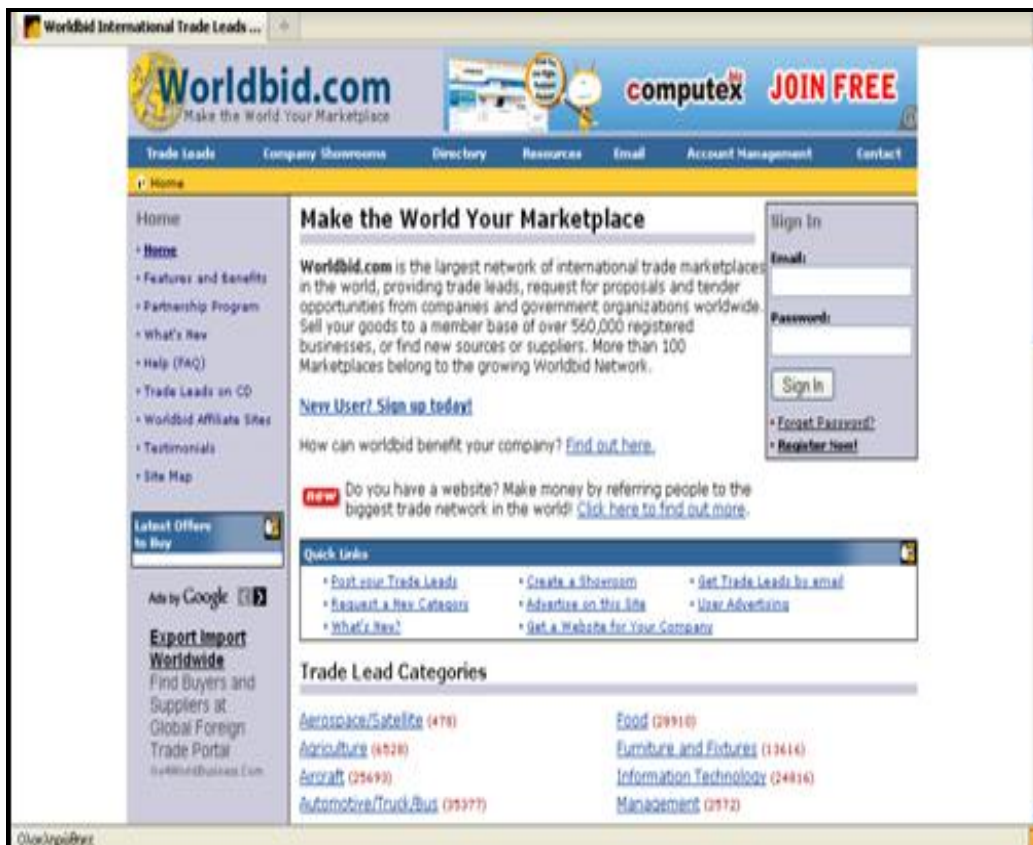 Worldbid International Trade Leads ...
Worldbid.com
Make the World Your Marketplace
computex biz
JOIN FREE
Trade Leads Company Showrooms Directory Resources Email Account Management Contact
Home
Home
Home
Features and Benefits
Partnership Program
What's New
Help (FAQ)
Trade Leads on CD
Worldbid Affiliate Sites
Testimonials
Site Map
Latest Offers
to Buy
Ads by Google
Export Import
Worldwide
Find Buyers and
Suppliers at
Global Foreign
Trade Portal
Make the World Your Marketplace
Worldbid.com is the largest network of international trade marketplaces
in the world, providing trade leads, request for proposals and tender
opportunities from companies and government organizations worldwide.
Sell your goods to a member base of over 560,000 registered
businesses, or find new sources or suppliers. More than 100
Marketplaces belong to the growing Worldbid Network.
New User? Sign up today!
How can worldbid benefit your company? Find out here.
new Do you have a website? Make money by referring people to the
biggest trade network in the world! Click here to find out more.
Sign In
Email:
Password:
Sign In
Forget Password?
Register Now!
Quick Links
Post your Trade Leads Create a Showroom Get Trade Leads by email
Request a New Category Advertise on this Site User Advertising
What's New? Get a Website for Your Company
Trade Lead Categories
Aerospace/Satellite (478) Food (28910)
Agriculture (6528) Furniture and Fixtures (13616)
Aircraft (25693) Information Technology (24816)
Automotive/Truck/Bus (35377) Management (3572)
Ολοκληρώθηκε